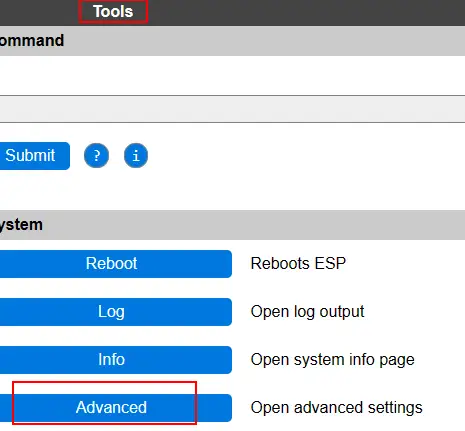 Tools
ommand
Submit ? i
ystem
Reboot Reboots ESP
Log Open log output
Info Open system info page
Advanced Open advanced settings